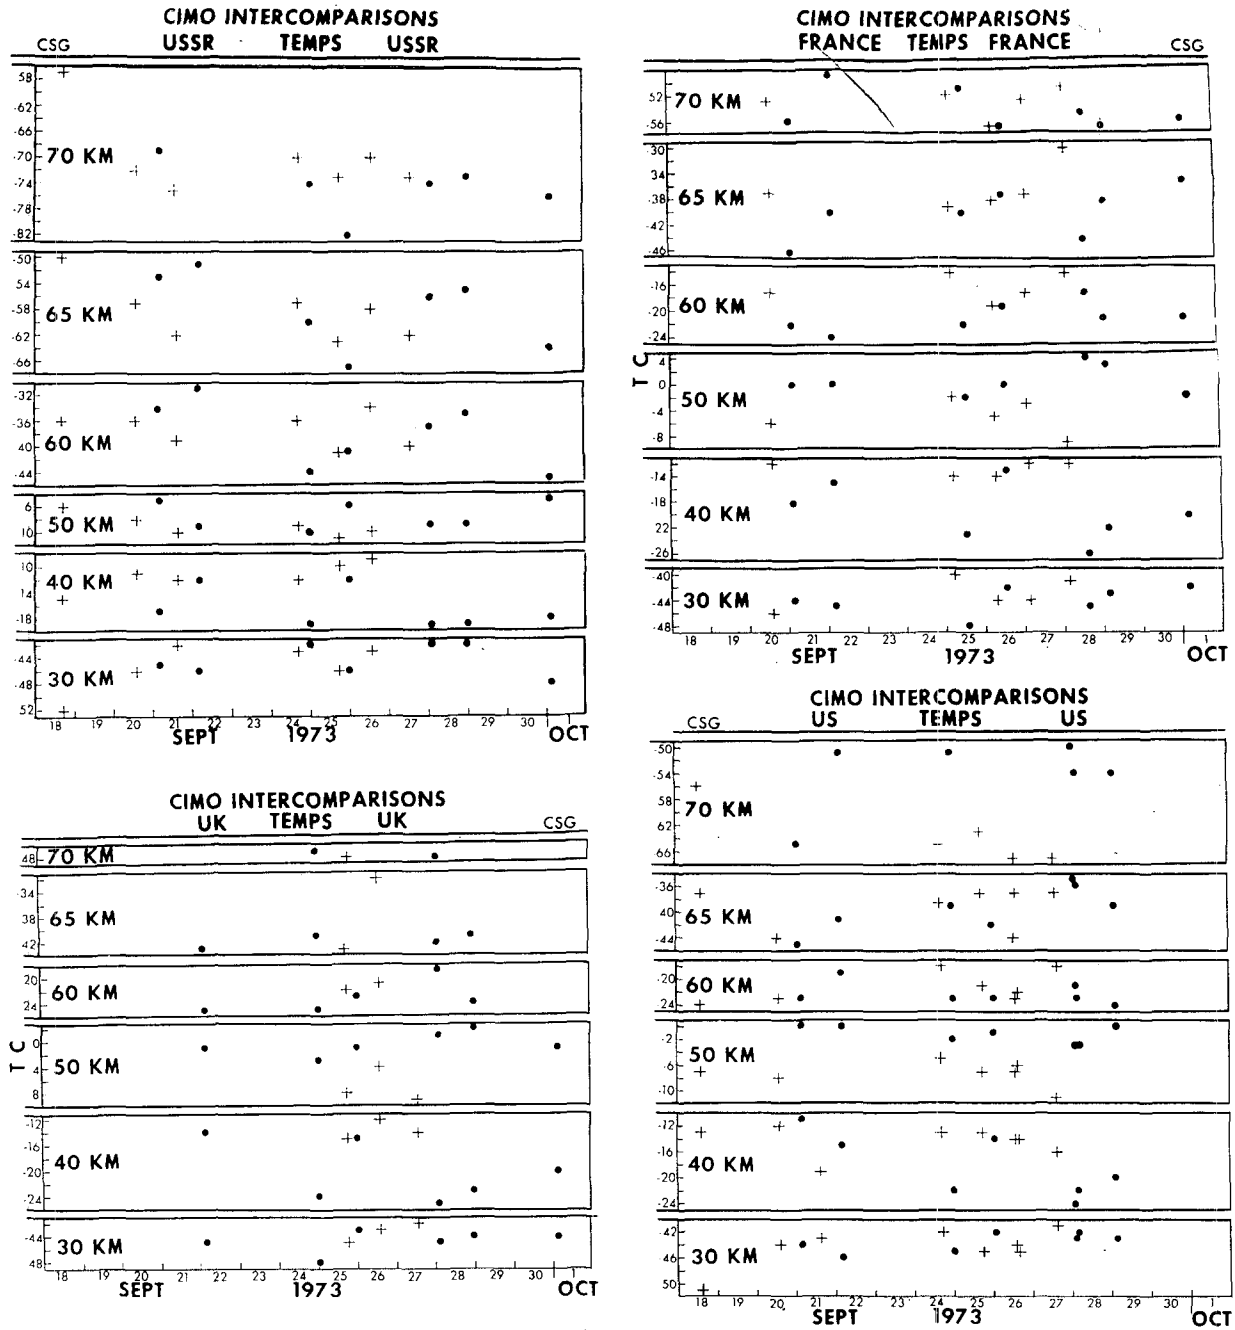 CIMO INTERCOMPARISONS
CSG USSR TEMPS USSR
58
-62
-66
-70
70 KM
-74
-78
-82
-50
54
-58
65 KM
-62
-66
-32
-36
60 KM
40
-44
6
50 KM
10
10
40 KM
14
-18
-44
30 KM
-48
52
18 19 20 21 22 23 24 25 26 27 28 29 30
SEPT 1973 OCT
CIMO INTERCOMPARISONS
UK TEMPS UK CSG
48
70 KM
-34
38
65 KM
42
20
60 KM
24
T C
0
4
50 KM
8
-12
-16
40 KM
-20
-24
-44
30 KM
48
18 19 20 21 22 23 24 25 26 27 28 29 30
SEPT 1973 OCT
CIMO INTERCOMPARISONS
FRANCE TEMPS FRANCE CSG
52
70 KM
-56
-30
34
-38
65 KM
-42
-46
-16
60 KM
-20
-24
T C
4
0
50 KM
-4
-8
-14
-18
40 KM
22
-26
-40
30 KM
-44
-48
18 19 20 21 22 23 24 25 26 27 28 29 30 1
SEPT 1973 OCT
CIMO INTERCOMPARISONS
CSG US TEMPS US
-50
-54
58
70 KM
62
66
-36
40
65 KM
-44
-20
60 KM
24
-2
50 KM
-6
-10
-12
-16
40 KM
-20
-24
-42
30 KM
46
50
18 19 20 21 22 23 24 25 26 27 28 29 30 1
SEPT 1973 OCT